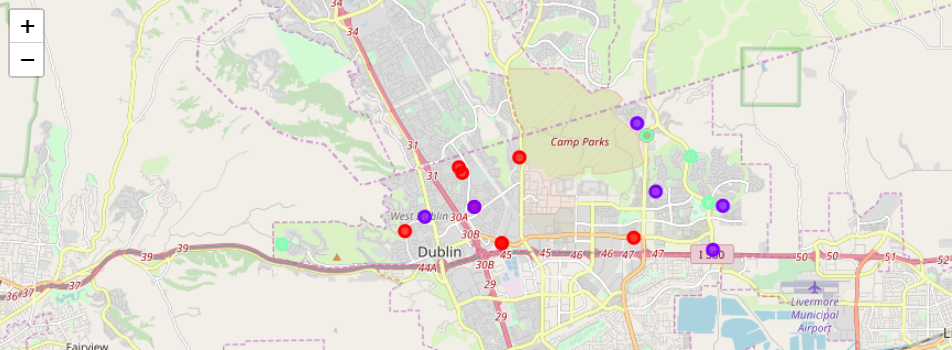 +
−
34
34
31
31
Camp Parks
West Dublin
30A
30B
Dublin
30B
45
45
46
46
47
47
I 580
50
50
51
52
39
39
44A
37
37
36
29
29
Livermore
Municipal
Airport
Fairview